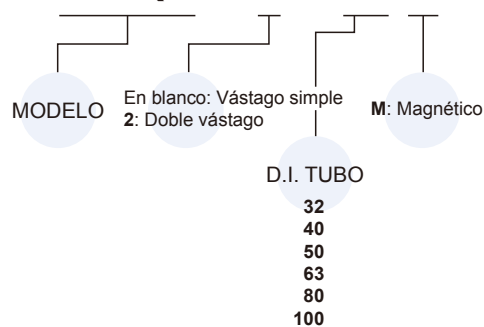 MODELO
En blanco: Vástago simple
2: Doble vástago
M: Magnético
D.I. TUBO
32
40
50
63
80
100